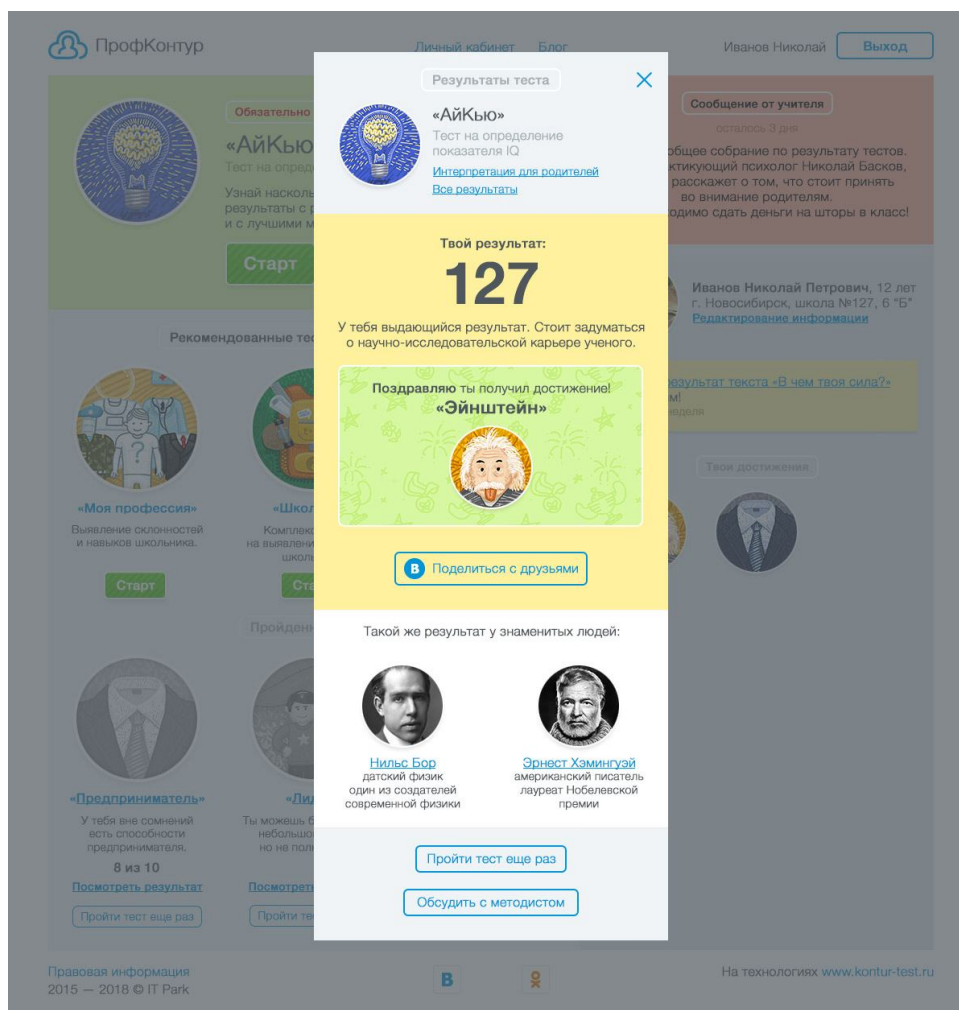 ПрофКонтур
Личный кабинет
Блог
Иванов Николай
Выход
Результаты теста
«АйКью»
Тест на определение
показателя IQ
Интерпретация для родителей
Все результаты
Твой результат:
127
У тебя выдающийся результат. Стоит задуматься
о научно-исследовательской карьере ученого.
Поздравляю ты получил достижение!
«Эйнштейн»
В Поделиться с друзьями
Такой же результат у знаменитых людей:
Нильс Бор
датский физик
один из создателей
современной физики
Эрнест Хэмингуэй
американский писатель
лауреат Нобелевской
премии
Пройти тест еще раз
Обсудить с методистом
Обязательно
«АйКью
Тест на опред
Узнай насколь
результаты с р
и с лучшими м
Старт
Рекомендованные те
«Моя профессия»
Выявление склонностей
и навыков школьника.
Старт
«Школ
Комплекс
на выявлени
школь
Ста
Пройденн
«Предприниматель»
У тебя вне сомнений
есть способности
предпринимателя.
8 из 10
Посмотреть результат
Пройти тест еще раз
«Лид
Ты можешь б
небольшо
но не полн
Посмотрет
Пройти те
Сообщение от учителя
осталось 3 дня
общее собрание по результату тестов.
ктикующий психолог Николай Басков,
расскажет о том, что стоит принять
во внимание родителям.
одимо сдать деньги на шторы в класс!
Иванов Николай Петрович, 12 лет
г. Новосибирск, школа №127, 6 "Б"
Редактирование информации
результат текста «В чем твоя сила?»
м!
неделя
Твои достижения
Правовая информация
2015 — 2018 © IT Park
В
На технологиях www.kontur-test.ru